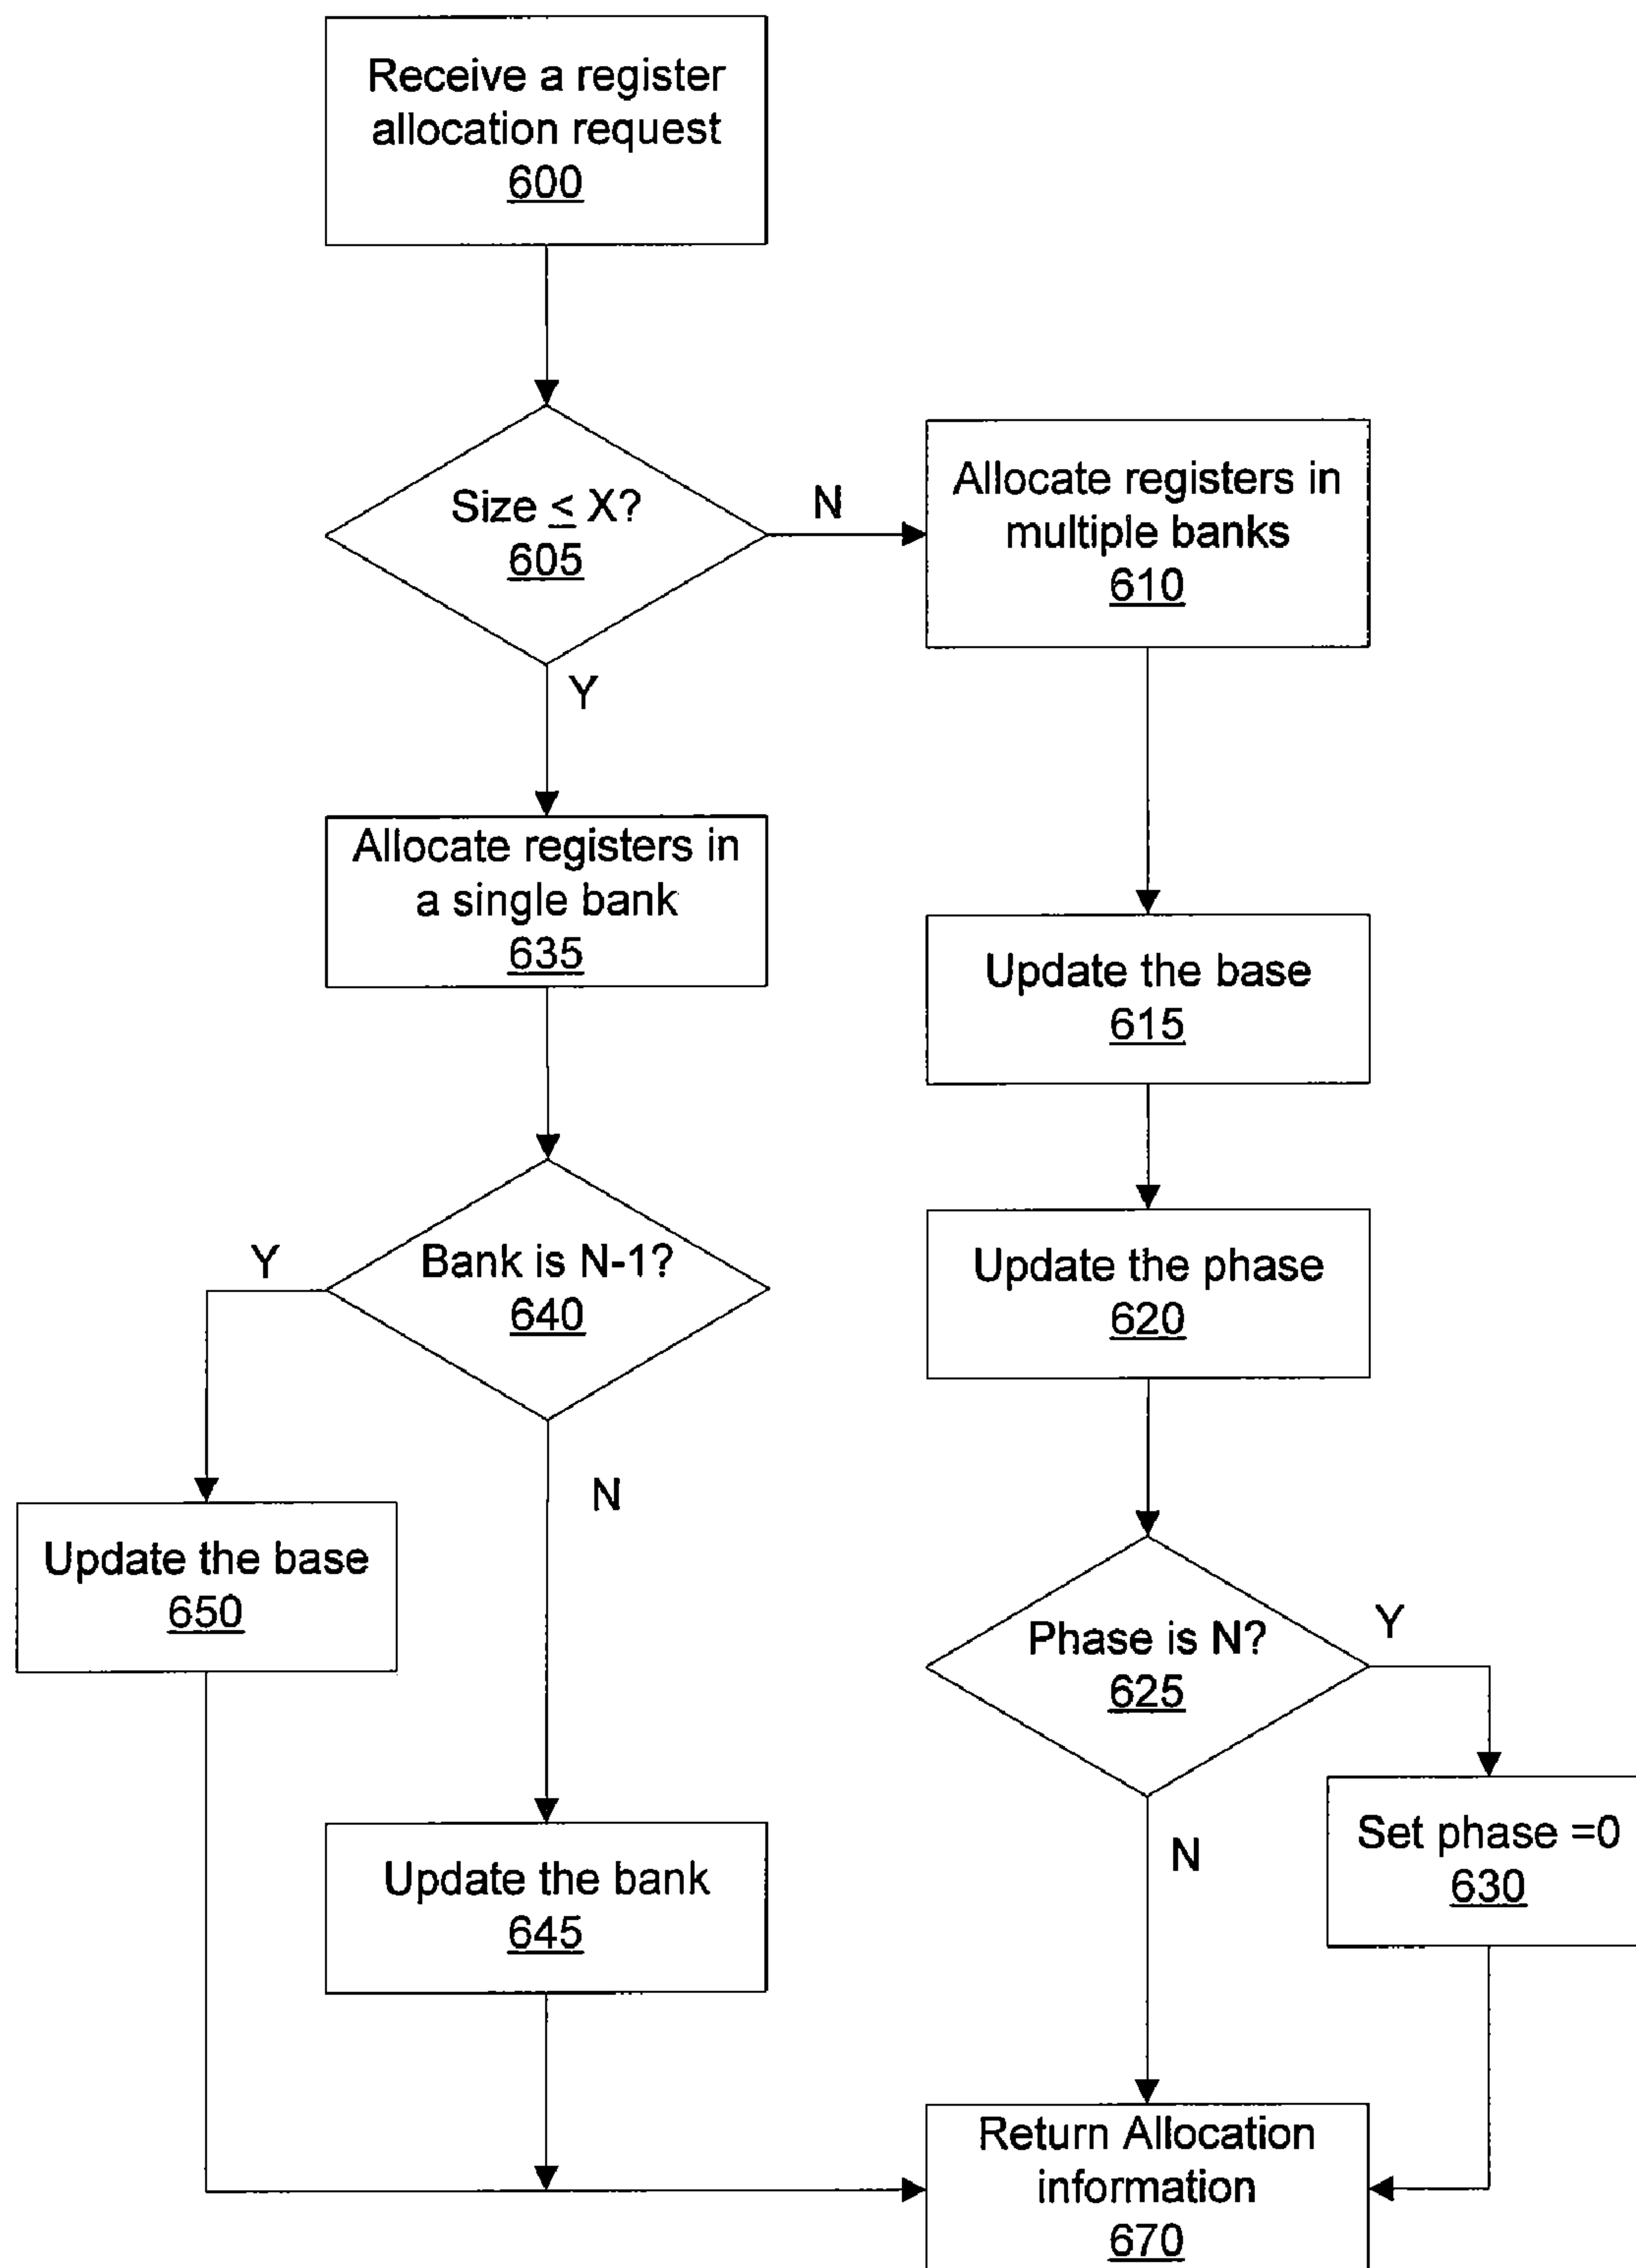 Receive a register
allocation request
600
Size ≤ X?
605
N
Y
Allocate registers in
multiple banks
610
Allocate registers in
a single bank
635
Update the base
615
Bank is N-1?
640
Y
N
Update the phase
620
Update the base
650
Phase is N?
625
Y
N
Update the bank
645
Set phase =0
630
Return Allocation
information
670